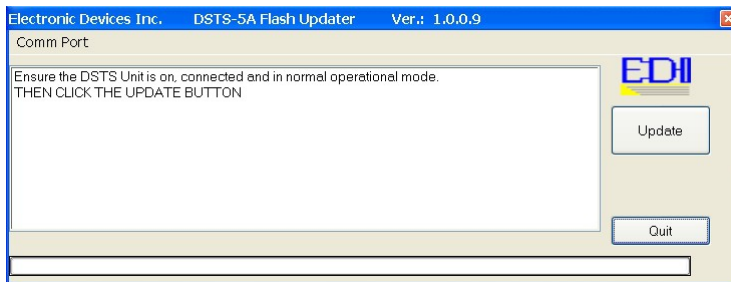 Electronic Devices Inc. DSTS-5A Flash Updater Ver.: 1.0.0.9
Comm Port
Ensure the DSTS Unit is on, connected and in normal operational mode.
THEN CLICK THE UPDATE BUTTON
EDI
Update
Quit